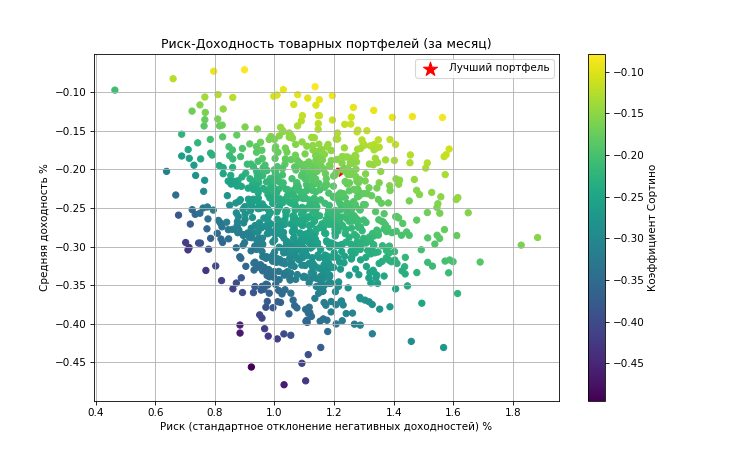 Риск-Доходность товарных портфелей (за месяц)
Лучший портфель
Средняя доходность %
−0.10
−0.15
−0.20
−0.25
−0.30
−0.35
−0.40
−0.45
0.4 0.6 0.8 1.0 1.2 1.4 1.6 1.8
Риск (стандартное отклонение негативных доходностей) %
−0.10
−0.15
−0.20
−0.25
−0.30
−0.35
−0.40
−0.45
Коэффициент Сортино